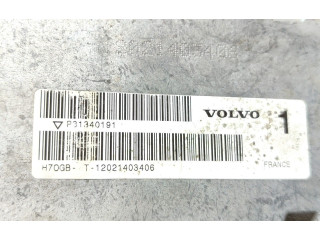 VOLVO 1
P31340191
FRANCE
H7OGB- T-12021403406